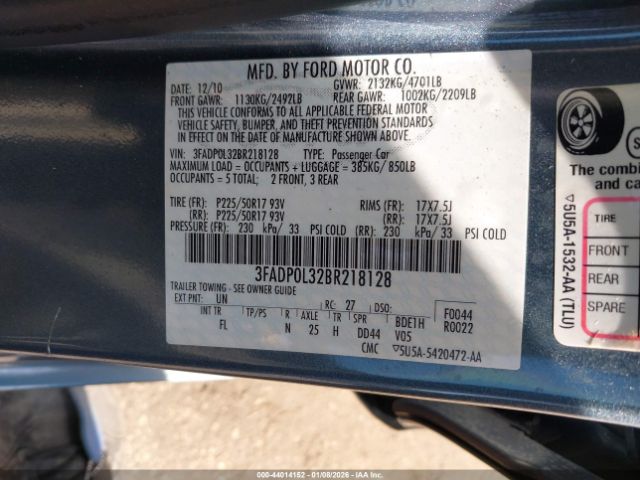 MFD. BY FORD MOTOR CO.
DATE: 12/10 GVWR: 2132KG/4701LB
FRONT GAWR: 1130KG/2492LB REAR GAWR: 1002KG/2209LB
THIS VEHICLE CONFORMS TO ALL APPLICABLE FEDERAL MOTOR
VEHICLE SAFETY, BUMPER, AND THEFT PREVENTION STANDARDS
IN EFFECT ON THE DATE OF MANUFACTURE SHOWN ABOVE.
VIN: 3FADP0L32BR218128 TYPE: Passenger Car
MAXIMUM LOAD = OCCUPANTS + LUGGAGE = 385KG/ 850LB
OCCUPANTS = 5 TOTAL; 2 FRONT, 3 REAR
TIRE (FR): P225/50R17 93V RIMS (FR): 17X7.5J
(RR): P225/50R17 93V (RR): 17X7.5J
PRESSURE (FR): 230 kPa/ 33 PSI COLD (RR): 230 kPa/ 33 PSI COLD
3FADP0L32BR218128
TRAILER TOWING - SEE OWNER GUIDE
EXT PNT: UN RC: 27 DSO: F0044
INT TR TP/PS R AXLE TR SPR BDE1H R0022
FL N 25 H DD44 V05
CMC ▽5U5A-5420472-AA
The combi
and ca
TIRE
FRONT
REAR
SPARE
▽5U5A-1532-AA (TLU)
000-44014152 | 01/08/2026 - IAAI.COM